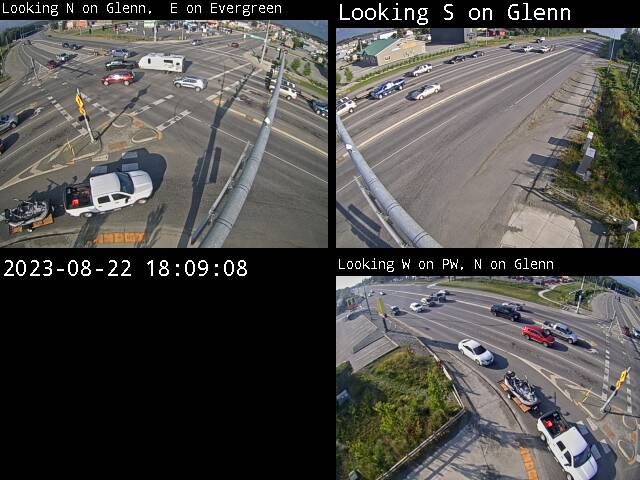 Looking N on Glenn, E on Evergreen
Looking S on Glenn
2023-08-22 18:09:08
Looking W on PW, N on Glenn